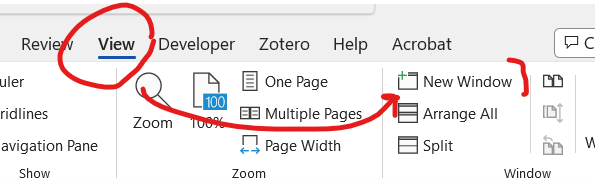 Review View Developer Zotero Help Acrobat C
uler One Page New Window
ridlines 100 Multiple Pages Arrange All
avigation Pane Zoom 100% Page Width Split W
Show Zoom Window